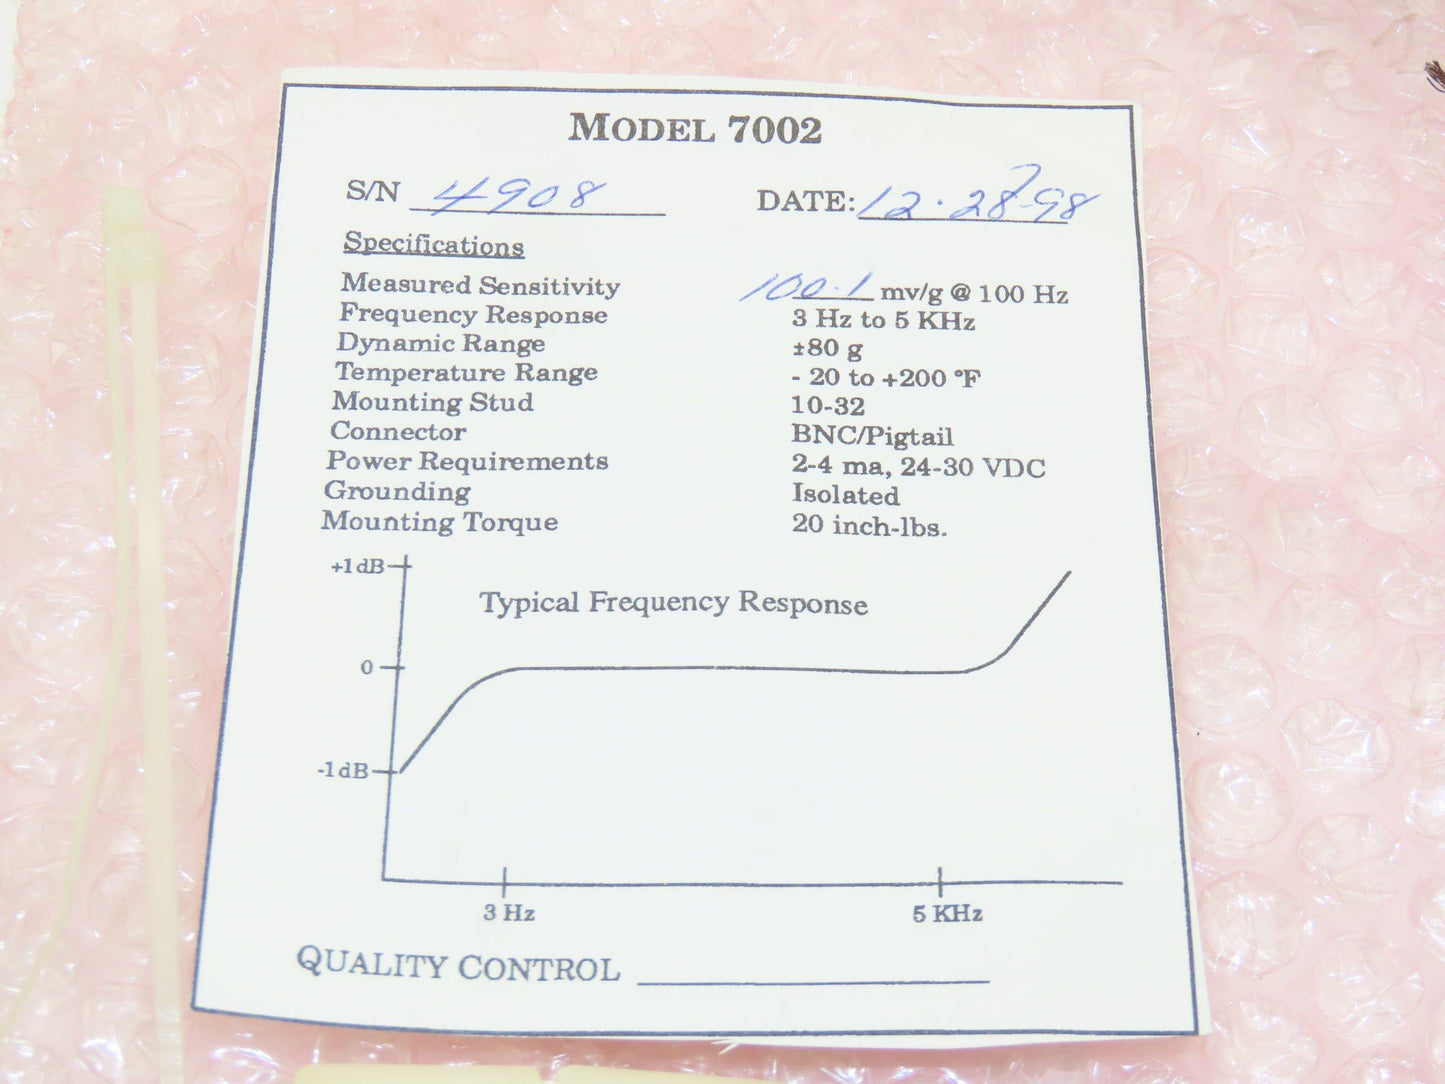 MODEL 7002
S/N 4908 DATE: 12-28-98
Specifications
Measured Sensitivity 100.1 mv/g @ 100 Hz
Frequency Response 3 Hz to 5 KHz
Dynamic Range ±80 g
Temperature Range - 20 to +200 °F
Mounting Stud 10-32
Connector BNC/Pigtail
Power Requirements 2-4 ma, 24-30 VDC
Grounding Isolated
Mounting Torque 20 inch-lbs.
+1dB
Typical Frequency Response
0
-1dB
3 Hz 5 KHz
QUALITY CONTROL